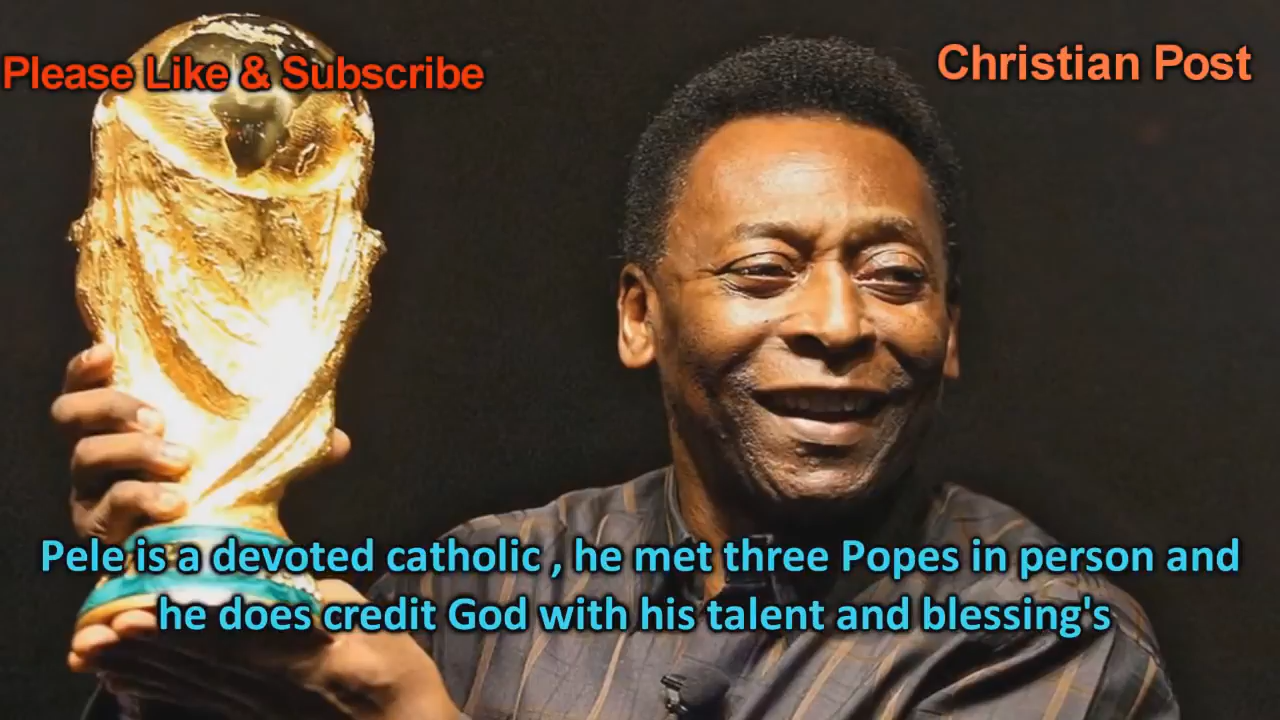 Please Like & Subscribe
Christian Post
Pele is a devoted catholic , he met three Popes in person and
he does credit God with his talent and blessing's